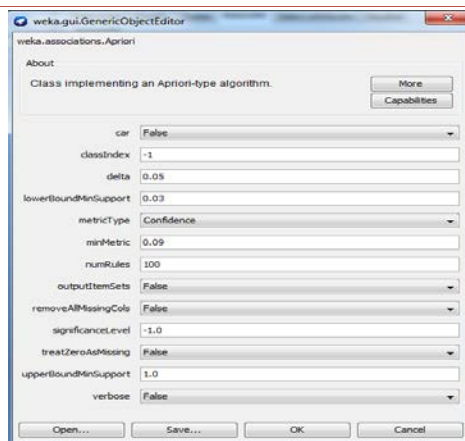 weka.gui.GenericObjectEditor
weka.associations.Apriori
About
Class implementing an Apriori-type algorithm.
More
Capabilities
car False
classIndex -1
delta 0.05
lowerBoundMinSupport 0.03
metricType Confidence
minMetric 0.09
numRules 100
outputItemSets False
removeAllMissingCols False
significanceLevel -1.0
treatZeroAsMissing False
upperBoundMinSupport 1.0
verbose False
Open... Save... OK Cancel